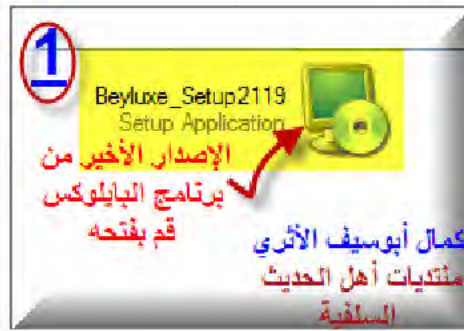 1
Beyluxe_Setup2119
Setup Application
الإصدار الأخير من
برنامج البايلوكس
قم بفتحه
كمال أبوسيف الأثري
منتديات أهل الحديث
السلفية